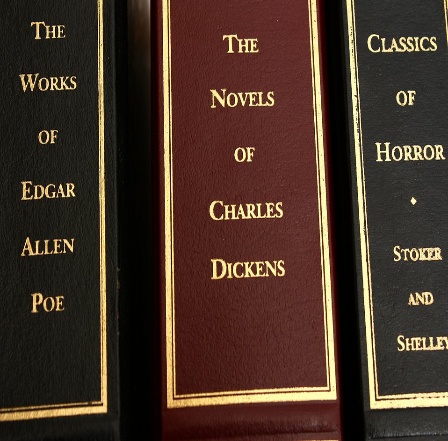 The
Works
of
Edgar
Allen
Poe
The
Novels
of
Charles
Dickens
Classics
of
Horror
Stoker
and
Shelley